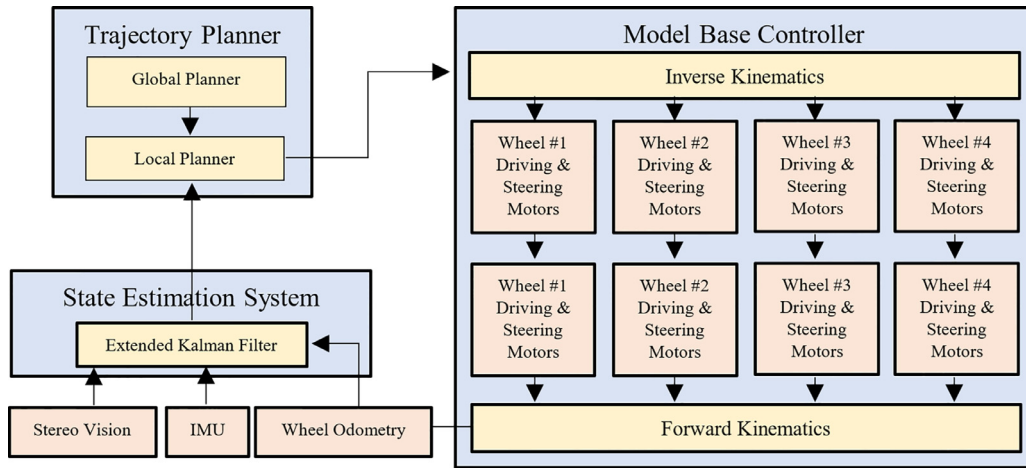 Trajectory Planner
Global Planner
Local Planner
State Estimation System
Extended Kalman Filter
Stereo Vision
IMU
Wheel Odometry
Model Base Controller
Inverse Kinematics
Wheel #1
Driving &
Steering
Motors
Wheel #2
Driving &
Steering
Motors
Wheel #3
Driving &
Steering
Motors
Wheel #4
Driving &
Steering
Motors
Wheel #1
Driving &
Steering
Motors
Wheel #2
Driving &
Steering
Motors
Wheel #3
Driving &
Steering
Motors
Wheel #4
Driving &
Steering
Motors
Forward Kinematics